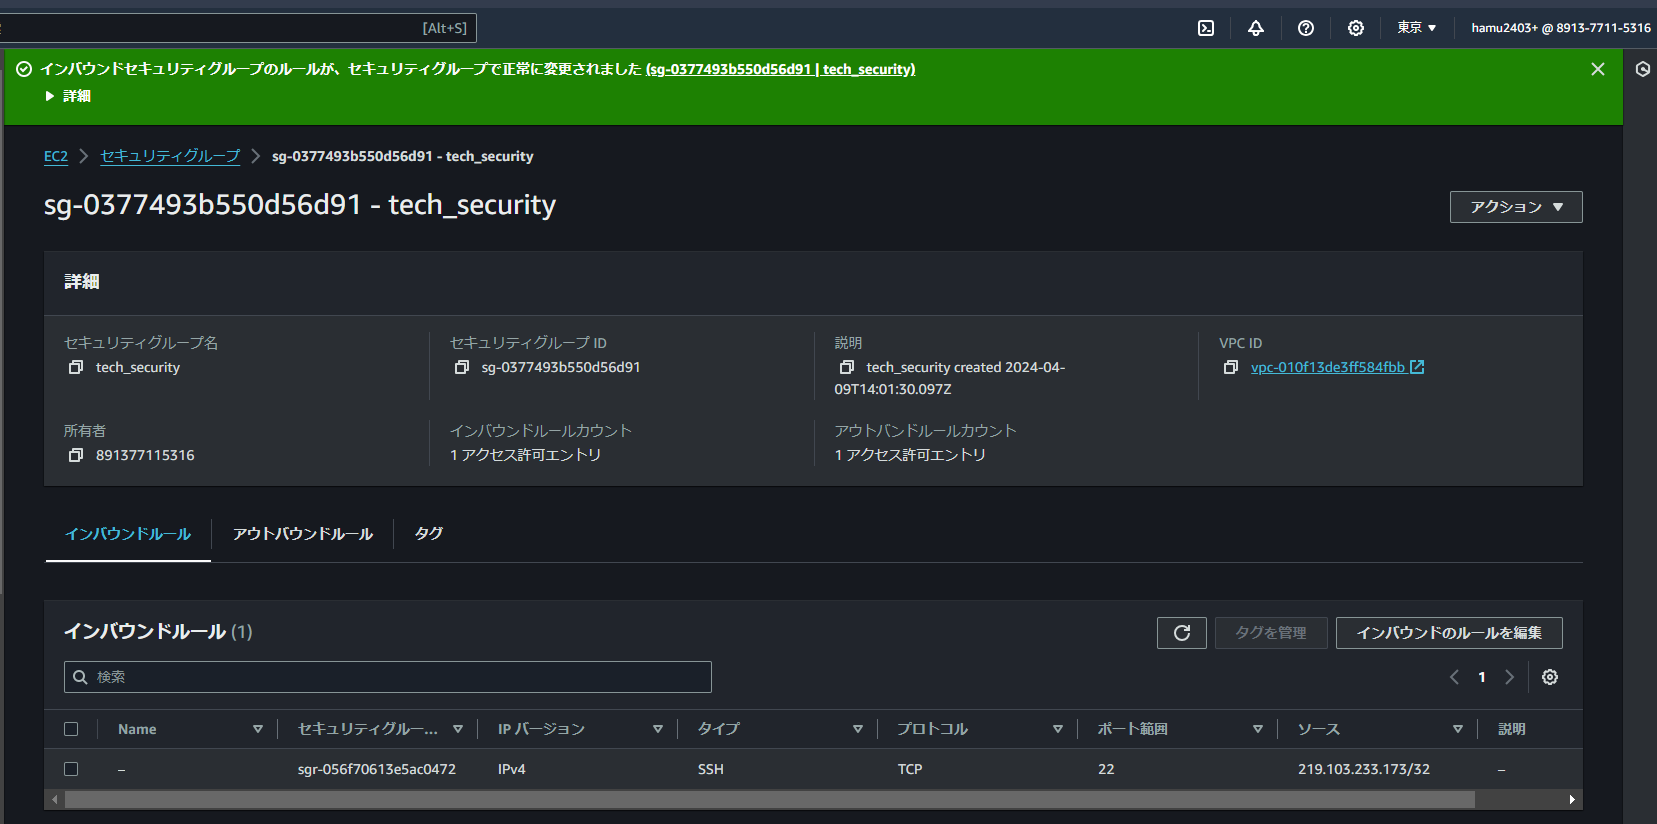 [Alt+S]
東京 ▼
hamu2403+ @ 8913-7711-5316
インバウンドセキュリティグループのルールが、セキュリティグループで正常に変更されました (sg-0377493b550d56d91 | tech_security)
▶ 詳細
EC2 > セキュリティグループ > sg-0377493b550d56d91 - tech_security
sg-0377493b550d56d91 - tech_security
アクション ▼
詳細
セキュリティグループ名
tech_security
セキュリティグループ ID
sg-0377493b550d56d91
説明
tech_security created 2024-04-
09T14:01:30.097Z
VPC ID
vpc-010f13de3ff584fbb
所有者
891377115316
インバウンドルールカウント
1 アクセス許可エントリ
アウトバンドルールカウント
1 アクセス許可エントリ
インバウンドルール
アウトバウンドルール
タグ
インバウンドルール (1)
タグを管理
インバウンドのルールを編集
検索
1
Name セキュリティグルー... IP バージョン タイプ プロトコル ポート範囲 ソース 説明
– sgr-056f70613e5ac0472 IPv4 SSH TCP 22 219.103.233.173/32 –